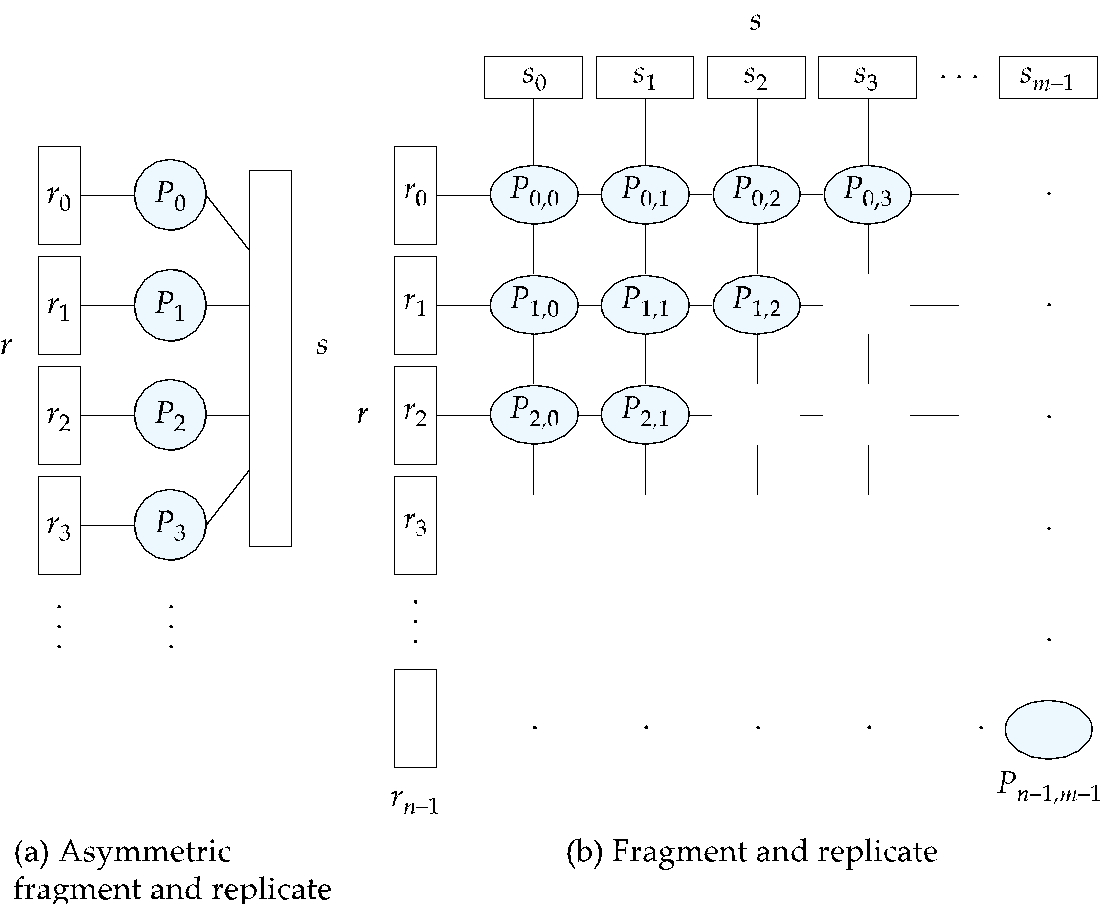 s
s0 s1 s2 s3 · · · sm–1
r0 P0
r1 P1
r s
r2 P2
r3 P3
r0 P0,0 P0,1 P0,2 P0,3
r1 P1,0 P1,1 P1,2
r
r2 P2,0 P2,1
r3
rn–1
Pn–1,m–1
(a) Asymmetric
fragment and replicate
(b) Fragment and replicate